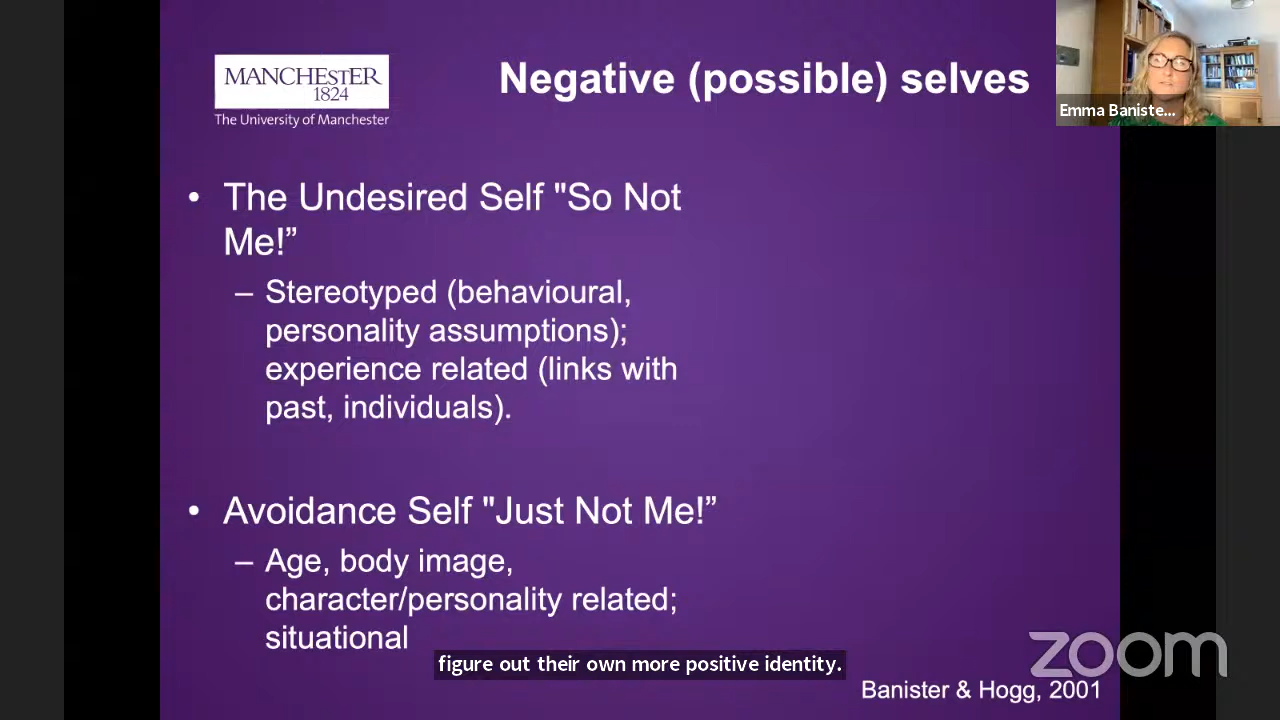 MANCHESTER
1824
The University of Manchester
Negative (possible) selves
Emma Baniste...
• The Undesired Self "So Not
Me!”
– Stereotyped (behavioural,
personality assumptions);
experience related (links with
past, individuals).
• Avoidance Self "Just Not Me!”
– Age, body image,
character/personality related;
situational
figure out their own more positive identity.
zoom
Banister & Hogg, 2001